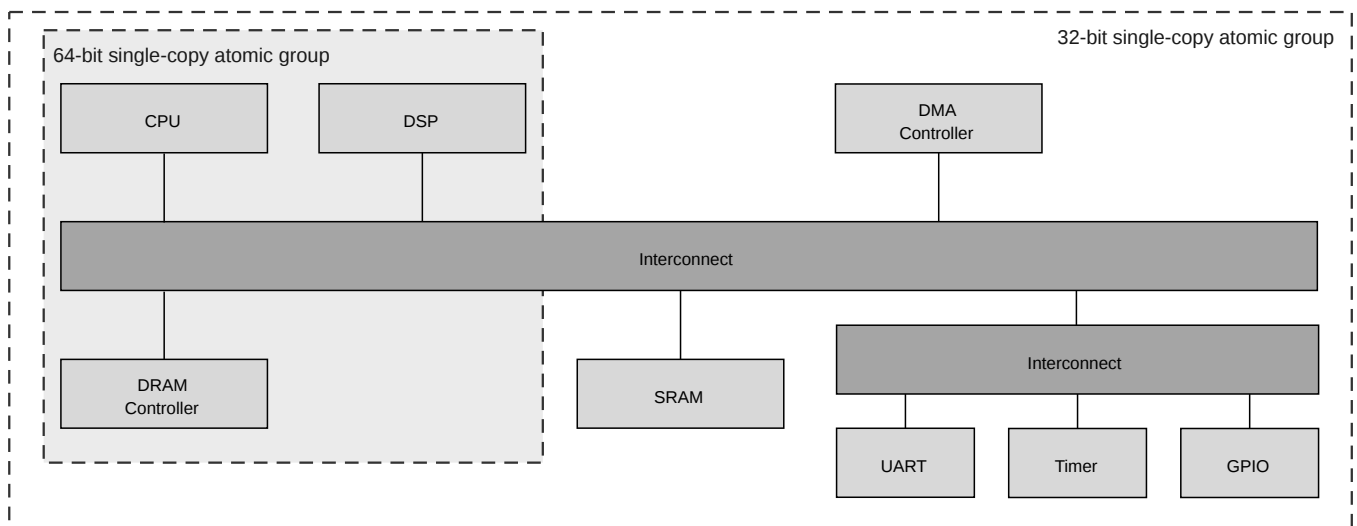 32-bit single-copy atomic group
64-bit single-copy atomic group
CPU
DSP
DMA
Controller
Interconnect
DRAM
Controller
SRAM
Interconnect
UART
Timer
GPIO